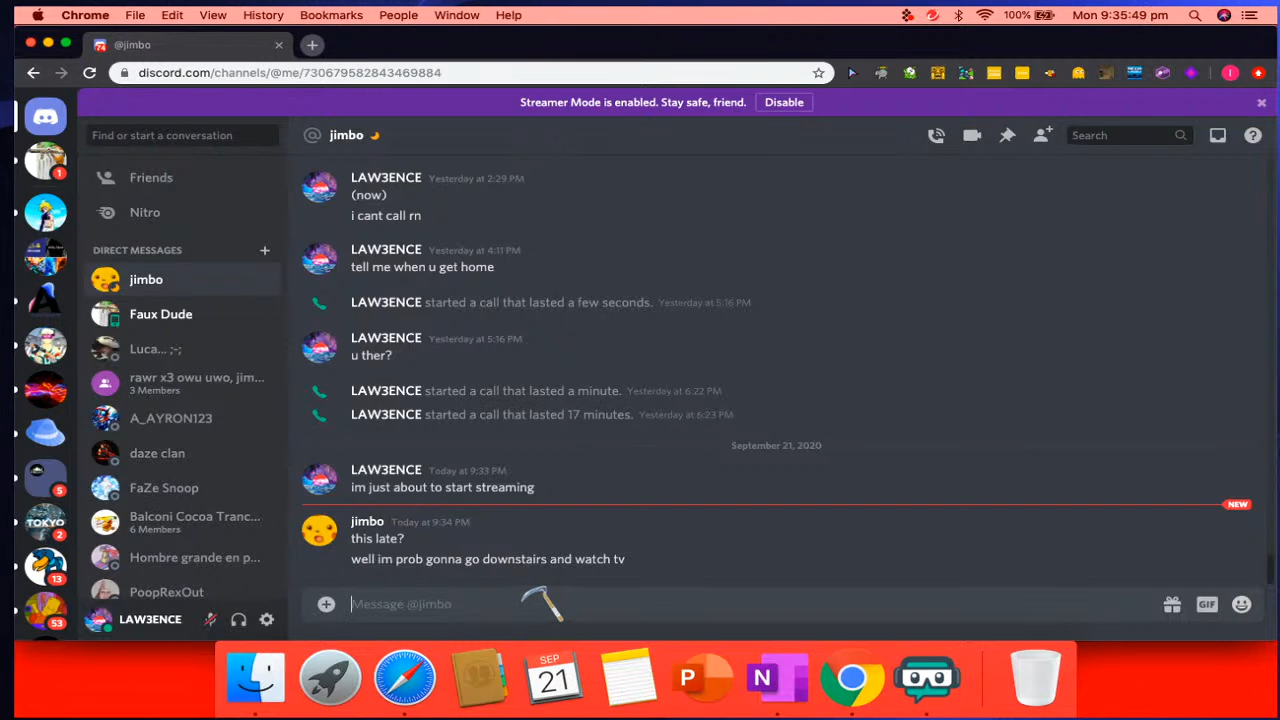 Chrome File Edit View History Bookmarks People Window Help 100% Mon 9:35:49 pm
74 @jimbo
discord.com/channels/@me/730679582843469884
Streamer Mode is enabled. Stay safe, friend. Disable
Find or start a conversation
@ jimbo
Search
Friends
Nitro
DIRECT MESSAGES
jimbo
Faux Dude
Luca... ;-;
rawr x3 owu uwo, jim...
3 Members
A_AYRON123
daze clan
FaZe Snoop
Balconi Cocoa Tranc...
6 Members
Hombre grande en p...
PoopRexOut
LAW3ENCE
1
5
TOKYO
2
13
53
LAW3ENCE Yesterday at 2:29 PM
(now)
i cant call rn
LAW3ENCE Yesterday at 4:11 PM
tell me when u get home
LAW3ENCE started a call that lasted a few seconds. Yesterday at 5:16 PM
LAW3ENCE Yesterday at 5:16 PM
u ther?
LAW3ENCE started a call that lasted a minute. Yesterday at 6:22 PM
LAW3ENCE started a call that lasted 17 minutes. Yesterday at 6:23 PM
September 21, 2020
LAW3ENCE Today at 9:33 PM
im just about to start streaming
NEW
jimbo Today at 9:34 PM
this late?
well im prob gonna go downstairs and watch tv
Message @jimbo
GIF
SEP
21
P
N